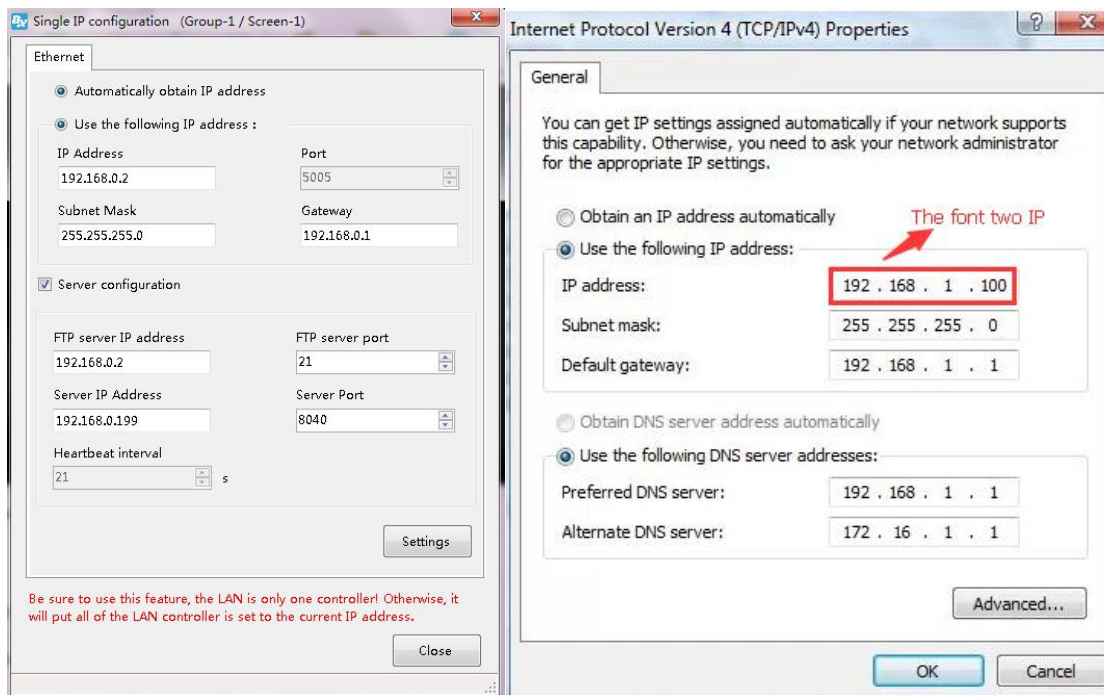 Single IP configuration (Group-1 / Screen-1)
Ethernet
Automatically obtain IP address
Use the following IP address :
IP Address
Port
192.168.0.2
5005
Subnet Mask
Gateway
255.255.255.0
192.168.0.1
Server configuration
FTP server IP address
FTP server port
192.168.0.2
21
Server IP Address
Server Port
192.168.0.199
8040
Heartbeat interval
21
s
Settings
Be sure to use this feature, the LAN is only one controller! Otherwise, it
will put all of the LAN controller is set to the current IP address.
Close
Internet Protocol Version 4 (TCP/IPv4) Properties
General
You can get IP settings assigned automatically if your network supports
this capability. Otherwise, you need to ask your network administrator
for the appropriate IP settings.
Obtain an IP address automatically
The font two IP
Use the following IP address:
IP address:
192 . 168 . 1 . 100
Subnet mask:
255 . 255 . 255 . 0
Default gateway:
192 . 168 . 1 . 1
Obtain DNS server address automatically
Use the following DNS server addresses:
Preferred DNS server:
192 . 168 . 1 . 1
Alternate DNS server:
172 . 16 . 1 . 1
Advanced...
OK
Cancel